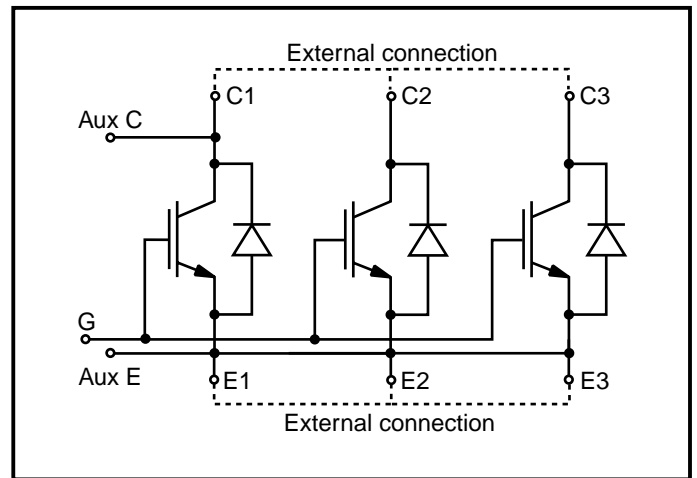 External connection
C1
C2
C3
Aux C
G
Aux E
E1
E2
E3
External connection